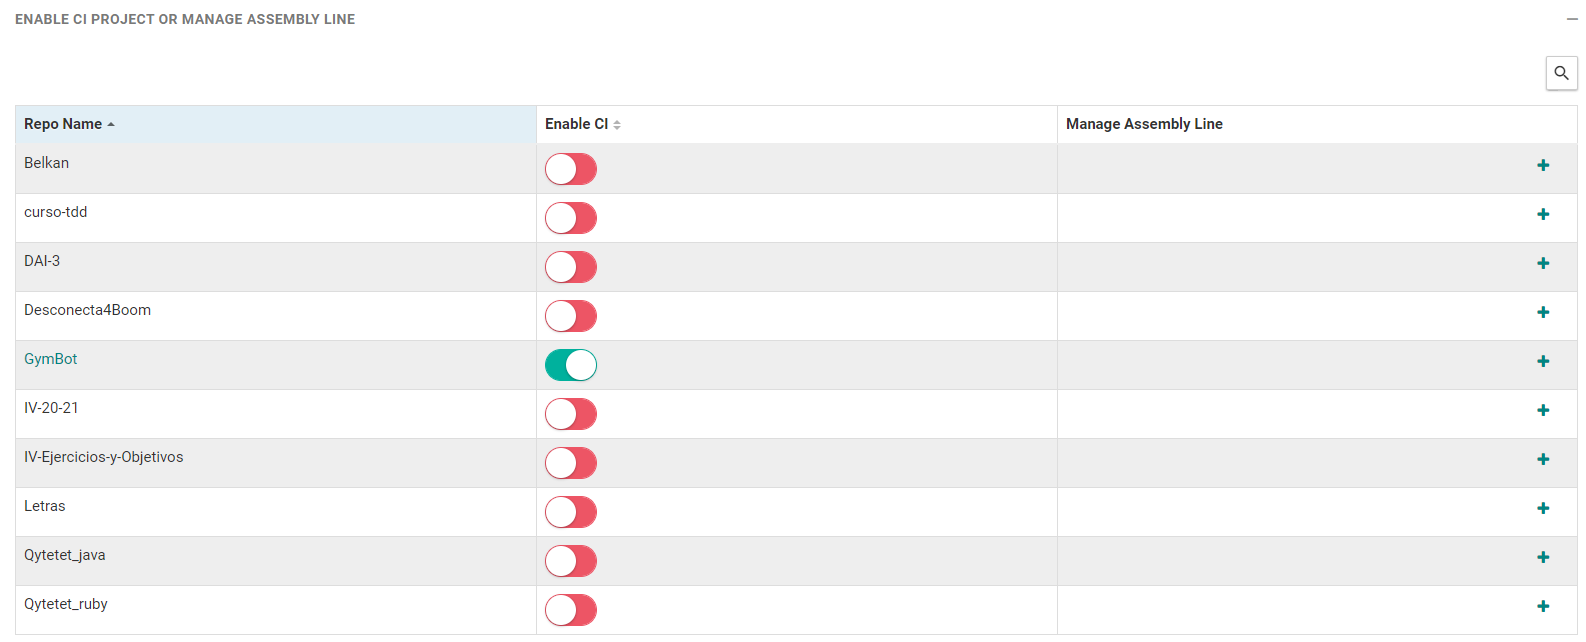 ENABLE CI PROJECT OR MANAGE ASSEMBLY LINE
Repo Name Enable CI Manage Assembly Line
Belkan
curso-tdd
DAI-3
Desconecta4Boom
GymBot
IV-20-21
IV-Ejercicios-y-Objetivos
Letras
Qytetet_java
Qytetet_ruby